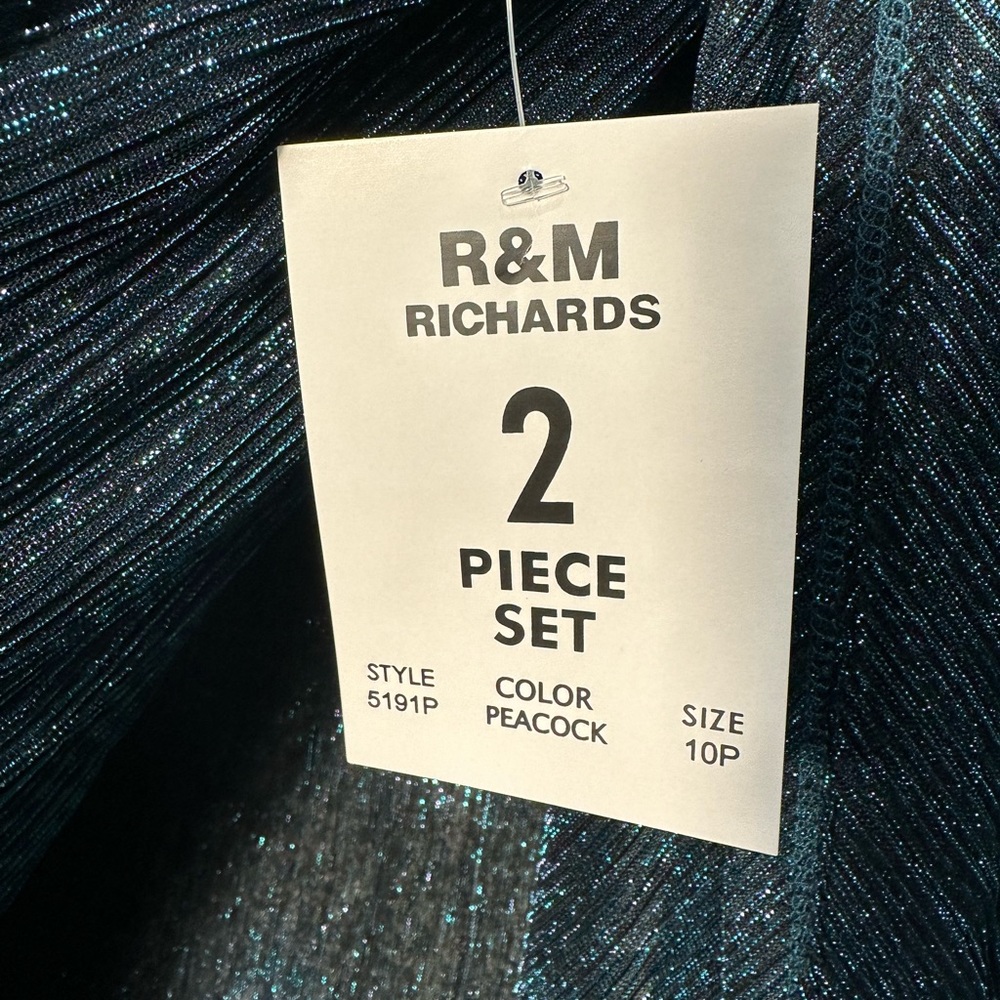 R&M
RICHARDS
2
PIECE
SET
STYLE
5191P
COLOR
PEACOCK
SIZE
10P